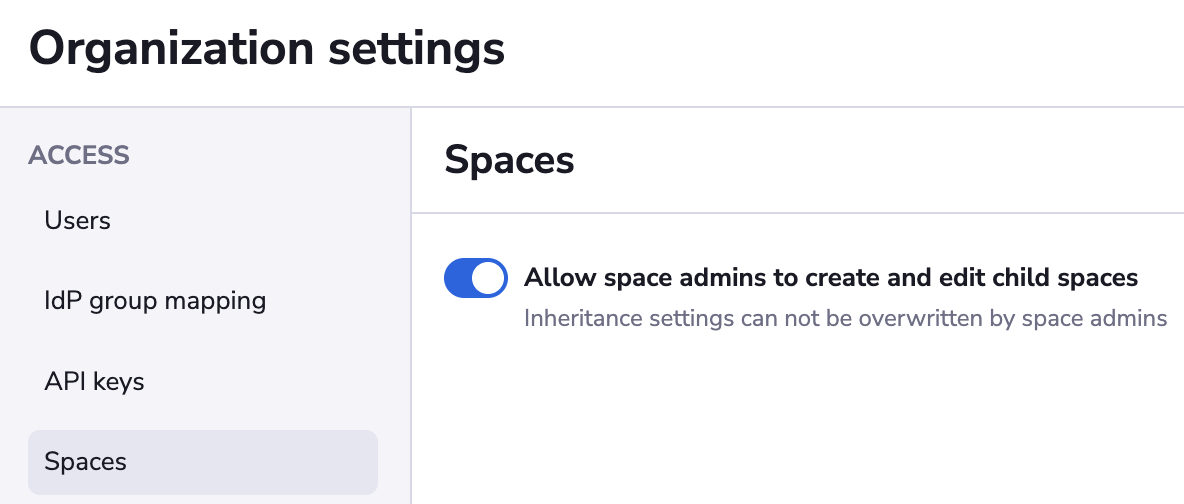 Organization settings
ACCESS
Users
IdP group mapping
API keys
Spaces
Spaces
Allow space admins to create and edit child spaces
Inheritance settings can not be overwritten by space admins